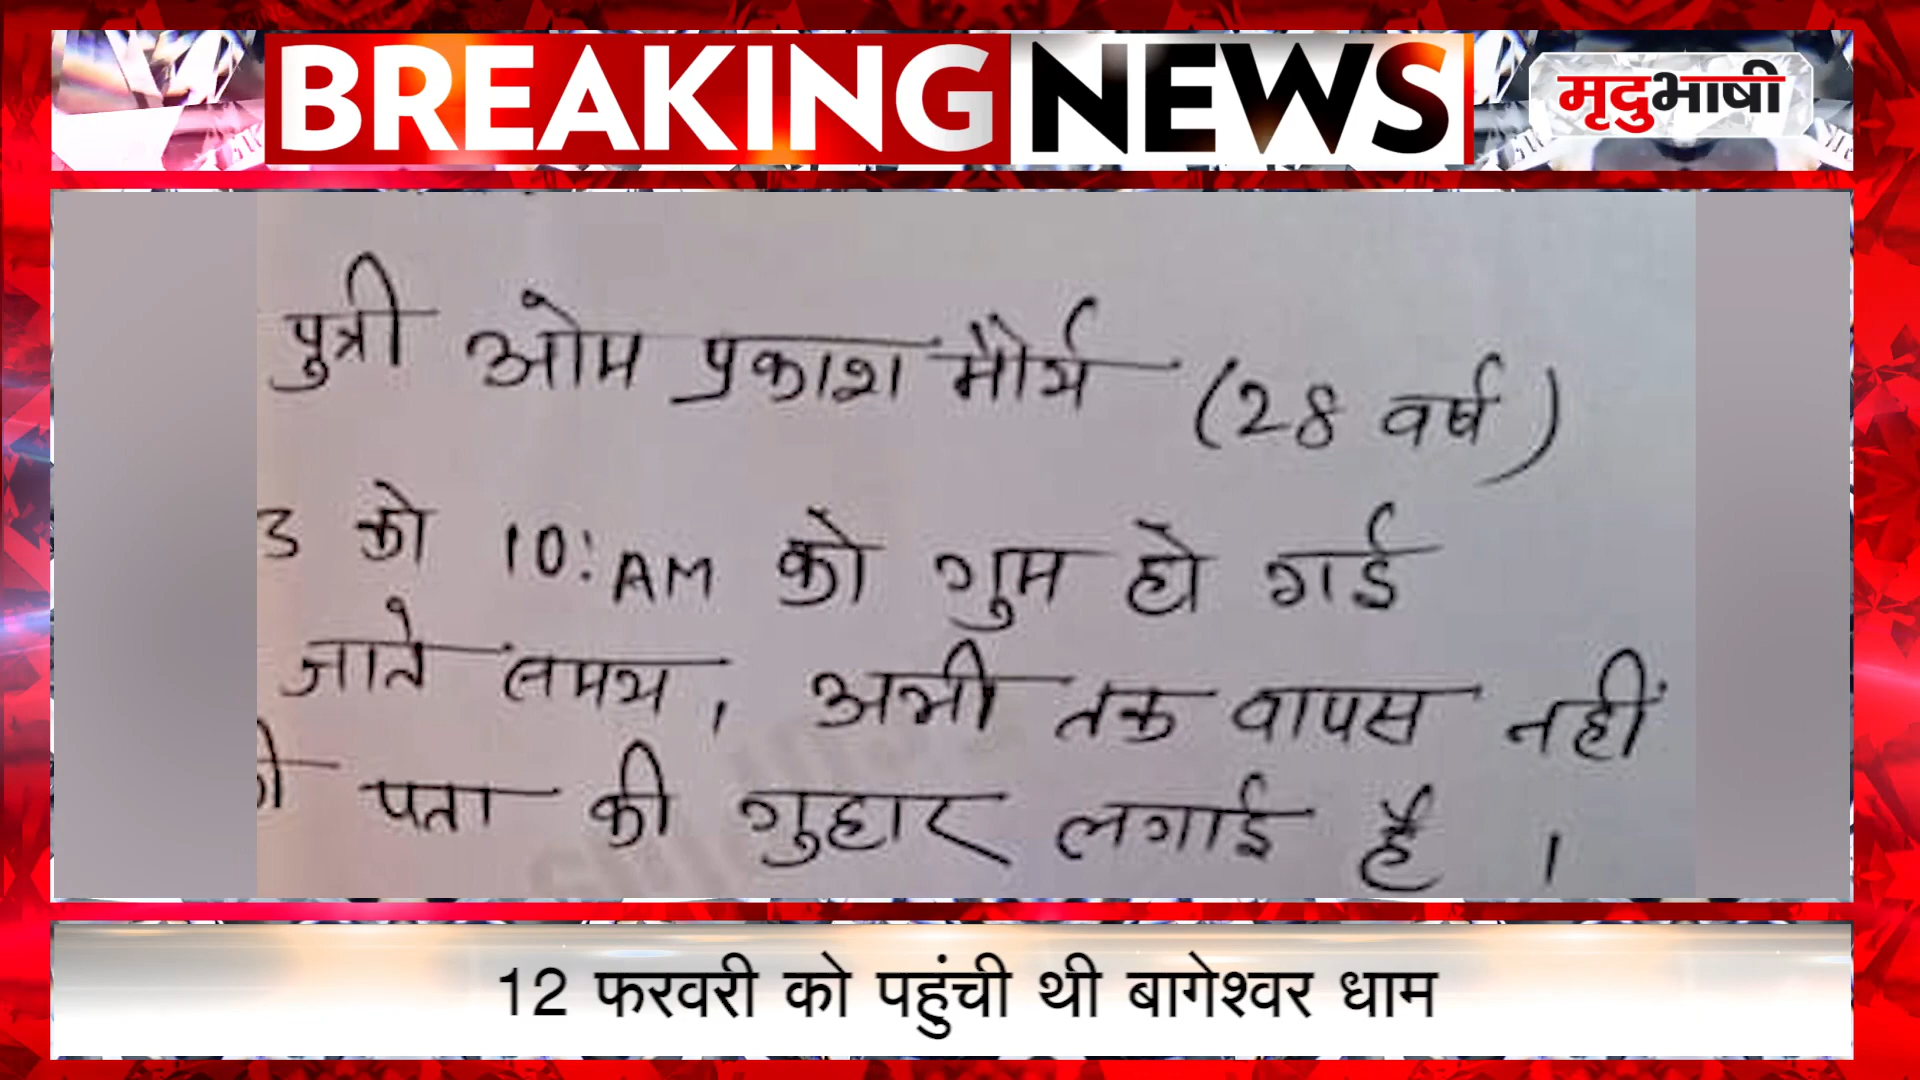 BREAKING NEWS
मृदुभाषी
पुत्री ओम प्रकाश मौर्य (28 वर्ष)
3 को 10:AM को गुम हो गई
जाते समय, अभी तक वापस नहीं
पता की गुहार लगाई है ।
12 फरवरी को पहुंची थी बागेश्वर धाम